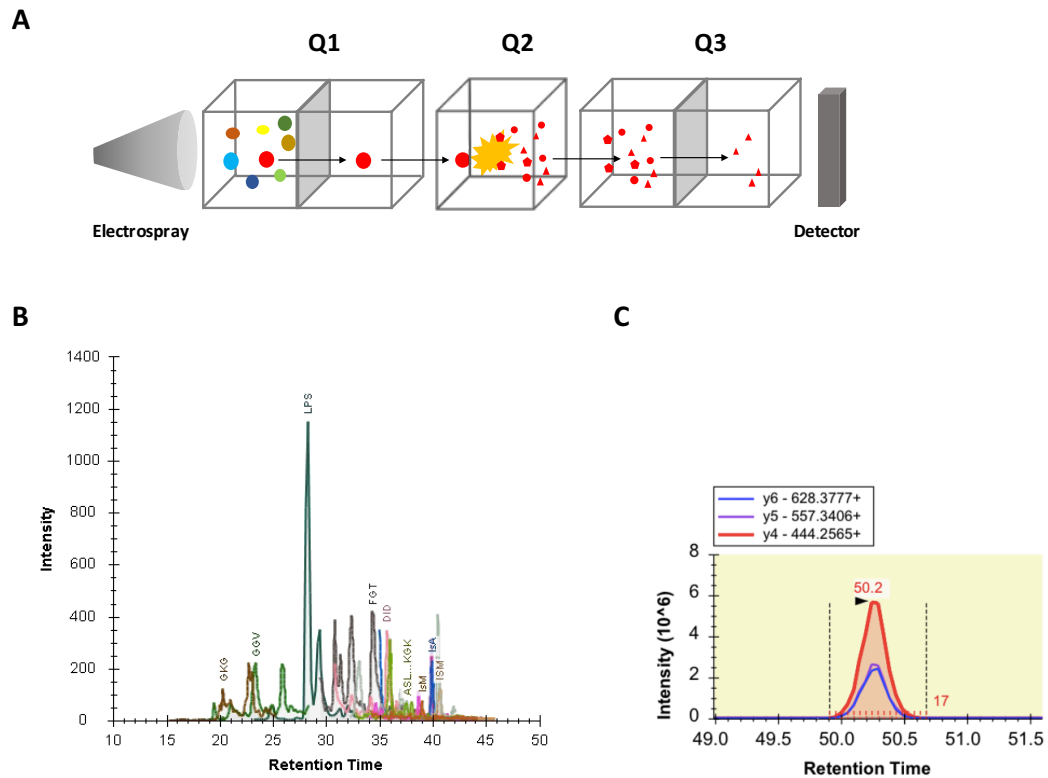 A
Q1 Q2 Q3
Electrospray
Detector
B
1400
1200
1000
800
600
400
200
0
Intensity
GKG
GGV
LPS
FGT
DID
ASL...KGK
IsM
IsA
ISM
10 15 20 25 30 35 40 45 50
Retention Time
C
y6 - 628.3777+
y5 - 557.3406+
y4 - 444.2565+
8
6
4
2
0
Intensity (10^6)
50.2
17
49.0 49.5 50.0 50.5 51.0 51.5
Retention Time